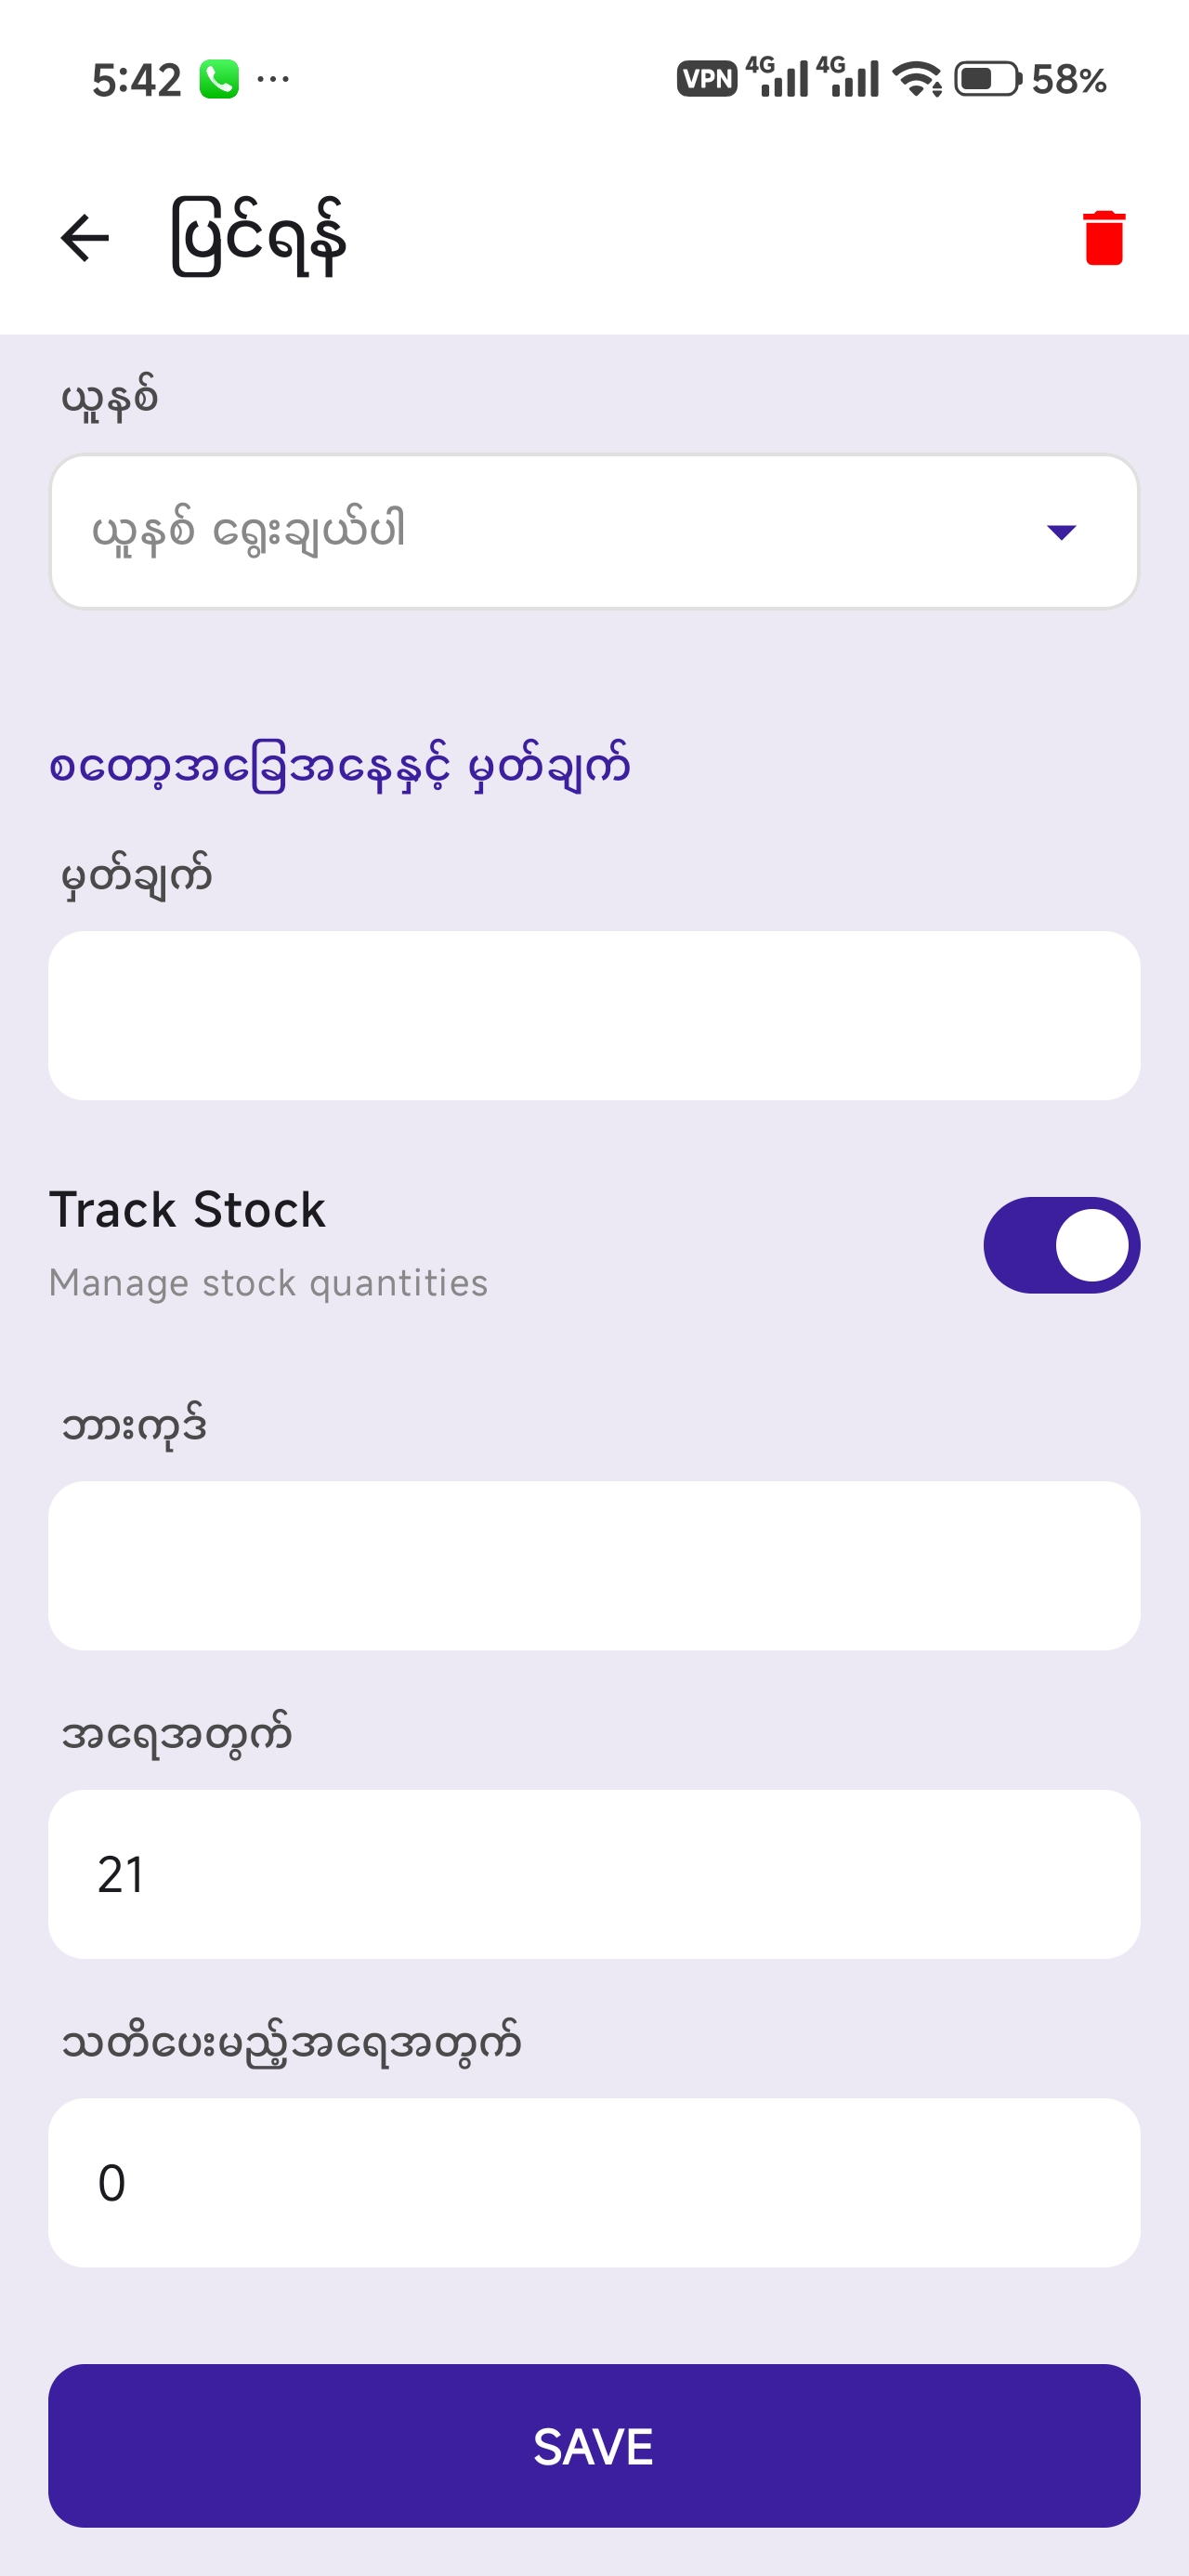 5:42 ...
VPN 4G 4G 58%
ပြင်ရန်
ယူနစ်
ယူနစ် ရွေးချယ်ပါ
စတော့အခြေအနေနှင့် မှတ်ချက်
မှတ်ချက်
Track Stock
Manage stock quantities
ဘားကုဒ်
အရေအတွက်
21
သတိပေးမည့်အရေအတွက်
0
SAVE